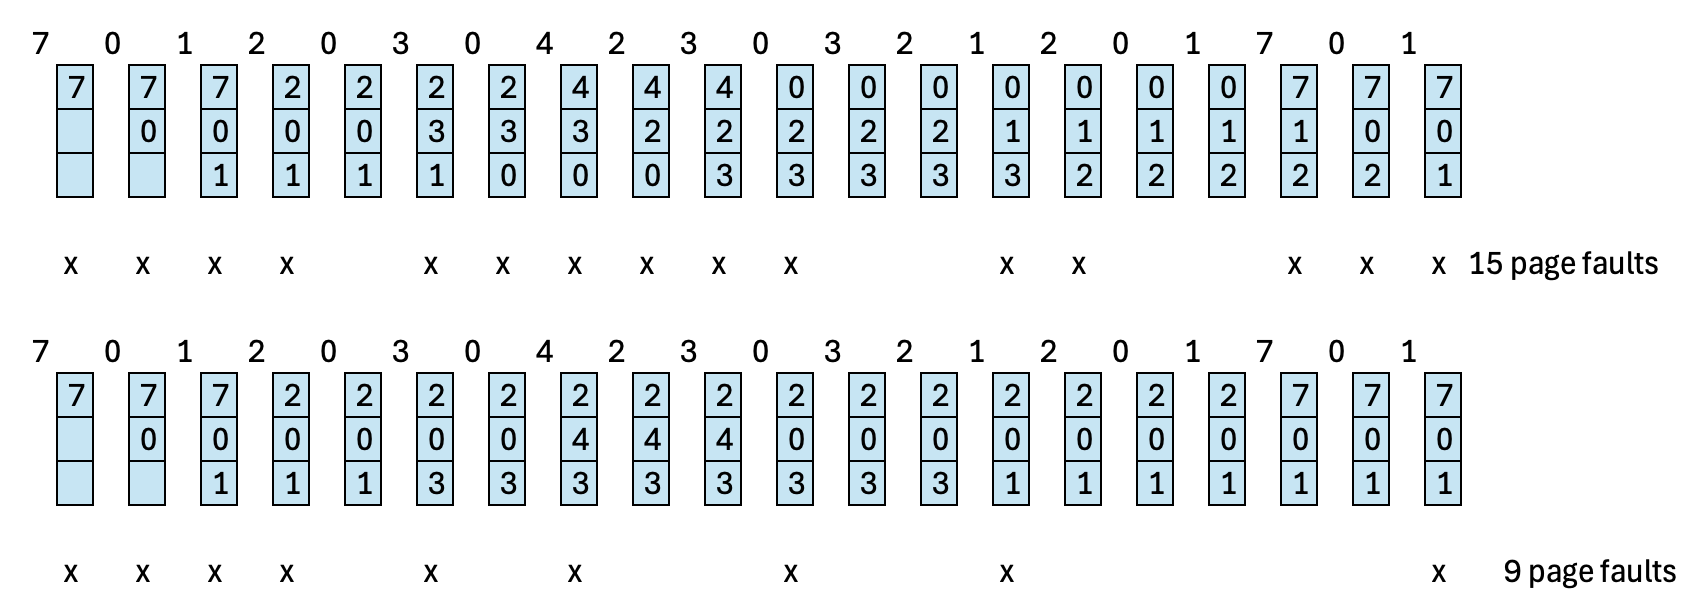 7 0 1 2 0 3 0 4 2 3 0 3 2 1 2 0 1 7 0 1
7 7 7 2 2 2 2 4 4 4 0 0 0 0 0 0 0 7 7 7
0 0 0 0 3 3 3 2 2 2 2 2 1 1 1 1 1 0 0
1 1 1 1 0 0 0 3 3 3 3 3 2 2 2 2 2 1
x x x x x x x x x x x x x x x 15 page faults
7 0 1 2 0 3 0 4 2 3 0 3 2 1 2 0 1 7 0 1
7 7 7 2 2 2 2 2 2 2 2 2 2 2 2 2 2 7 7 7
0 0 0 0 0 0 4 4 4 0 0 0 0 0 0 0 0 0 0
1 1 1 3 3 3 3 3 3 3 3 1 1 1 1 1 1 1
x x x x x x x x x 9 page faults